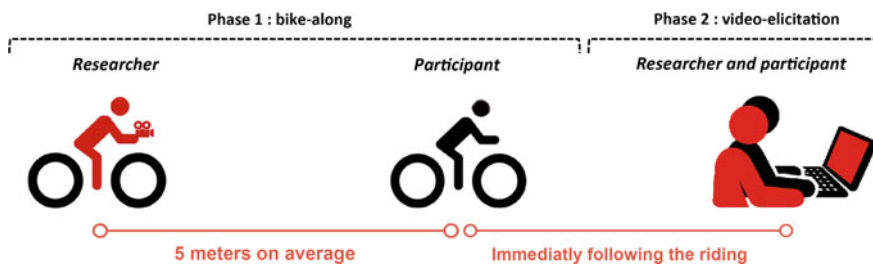 Phase 1 : bike-along
Phase 2 : video-elicitation
Researcher
Participant
Researcher and participant
5 meters on average
Immediatly following the riding